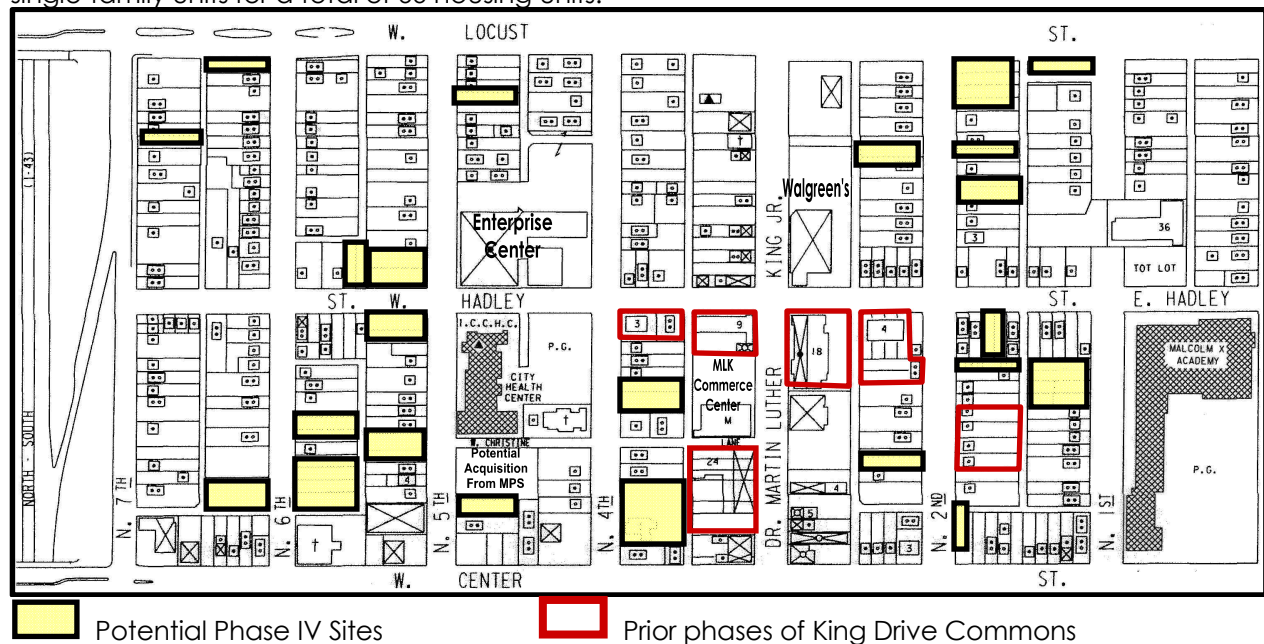 single family units for a total of 60 housing units.
W. LOCUST ST.
(I-43)
NORTH SOUTH
N. 7TH
N. 6TH
N. 5TH
N. 4TH
DR. MARTIN LUTHER KING JR.
N. 2ND
N. 1ST
Enterprise
Center
Walgreen's
3
36
TOT LOT
ST. W. HADLEY ST. E. HADLEY
I.C.C.H.C.
P.G.
CITY
HEALTH
CENTER
3
9
18
4
MLK
Commerce
Center
M
MALCOLM X
ACADEMY
P.G.
W. CHRISTINE LANE
Potential
Acquisition
From MPS
4
24
4
5
3
W. CENTER ST.
Potential Phase IV Sites
Prior phases of King Drive Commons